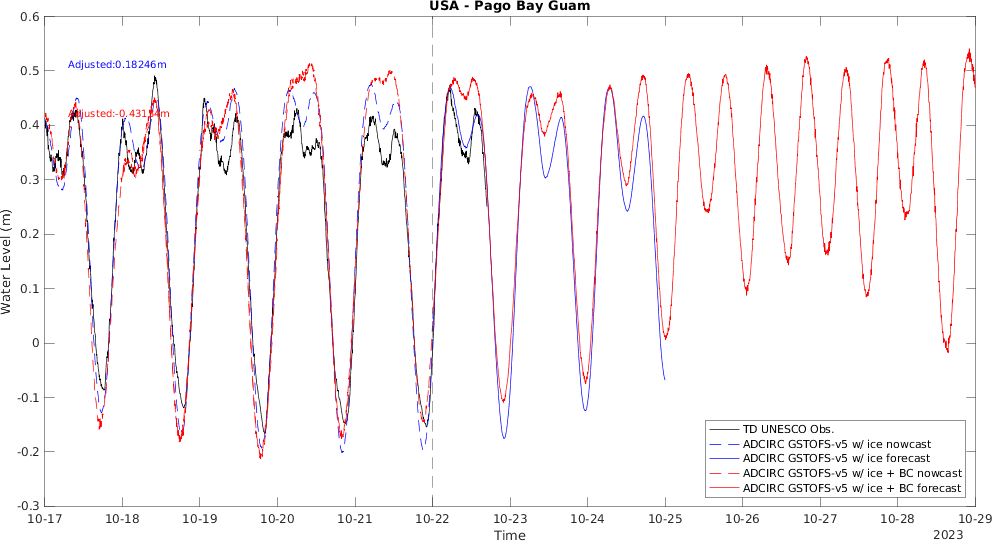 USA - Pago Bay Guam
0.6
0.5
0.4
0.3
0.2
0.1
0
-0.1
-0.2
-0.3
Water Level (m)
Adjusted:0.18246m
TD UNESCO Obs.
ADCIRC GSTOFS-v5 w/ ice nowcast
ADCIRC GSTOFS-v5 w/ ice forecast
ADCIRC GSTOFS-v5 w/ ice + BC nowcast
ADCIRC GSTOFS-v5 w/ ice + BC forecast
10-17 10-18 10-19 10-20 10-21 10-22 10-23 10-24 10-25 10-26 10-27 10-28 10-29
Time
2023